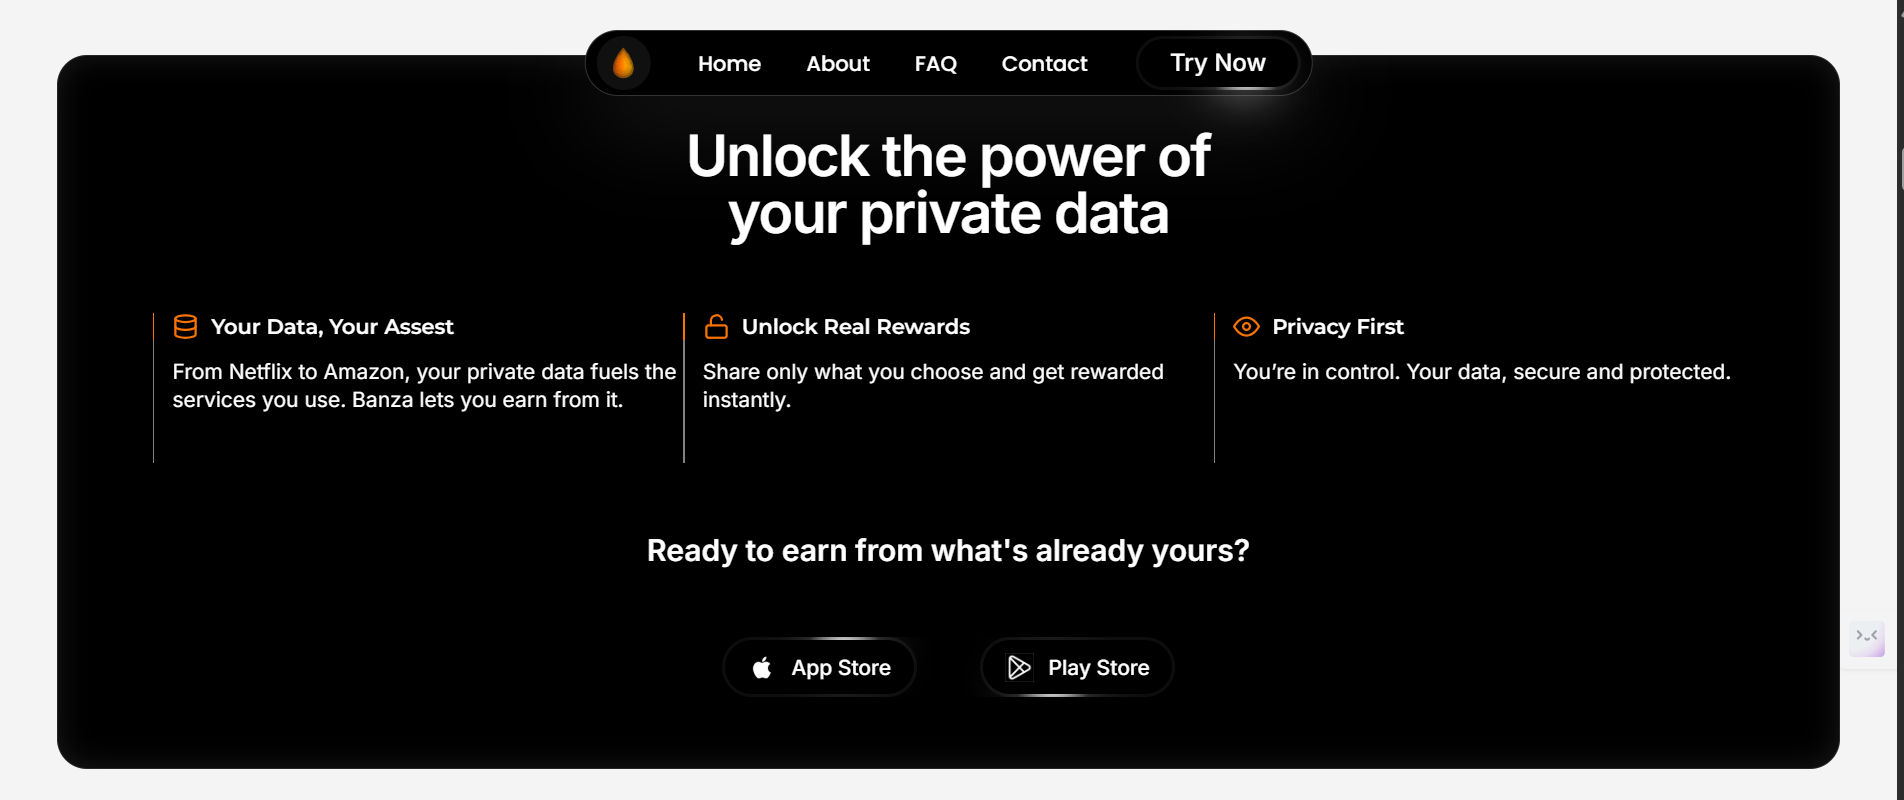 Home About FAQ Contact Try Now
Unlock the power of
your private data
Your Data, Your Assest
From Netflix to Amazon, your private data fuels the
services you use. Banza lets you earn from it.
Unlock Real Rewards
Share only what you choose and get rewarded
instantly.
Privacy First
You’re in control. Your data, secure and protected.
Ready to earn from what's already yours?
App Store
Play Store